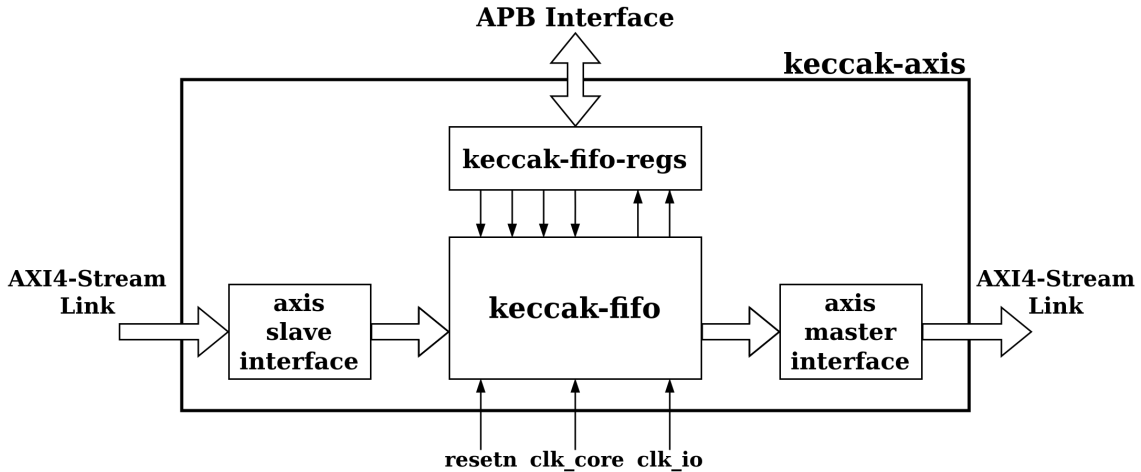 APB Interface
keccak-axis
keccak-fifo-regs
AXI4-Stream
Link
axis
slave
interface
keccak-fifo
axis
master
interface
AXI4-Stream
Link
resetn clk_core clk_io